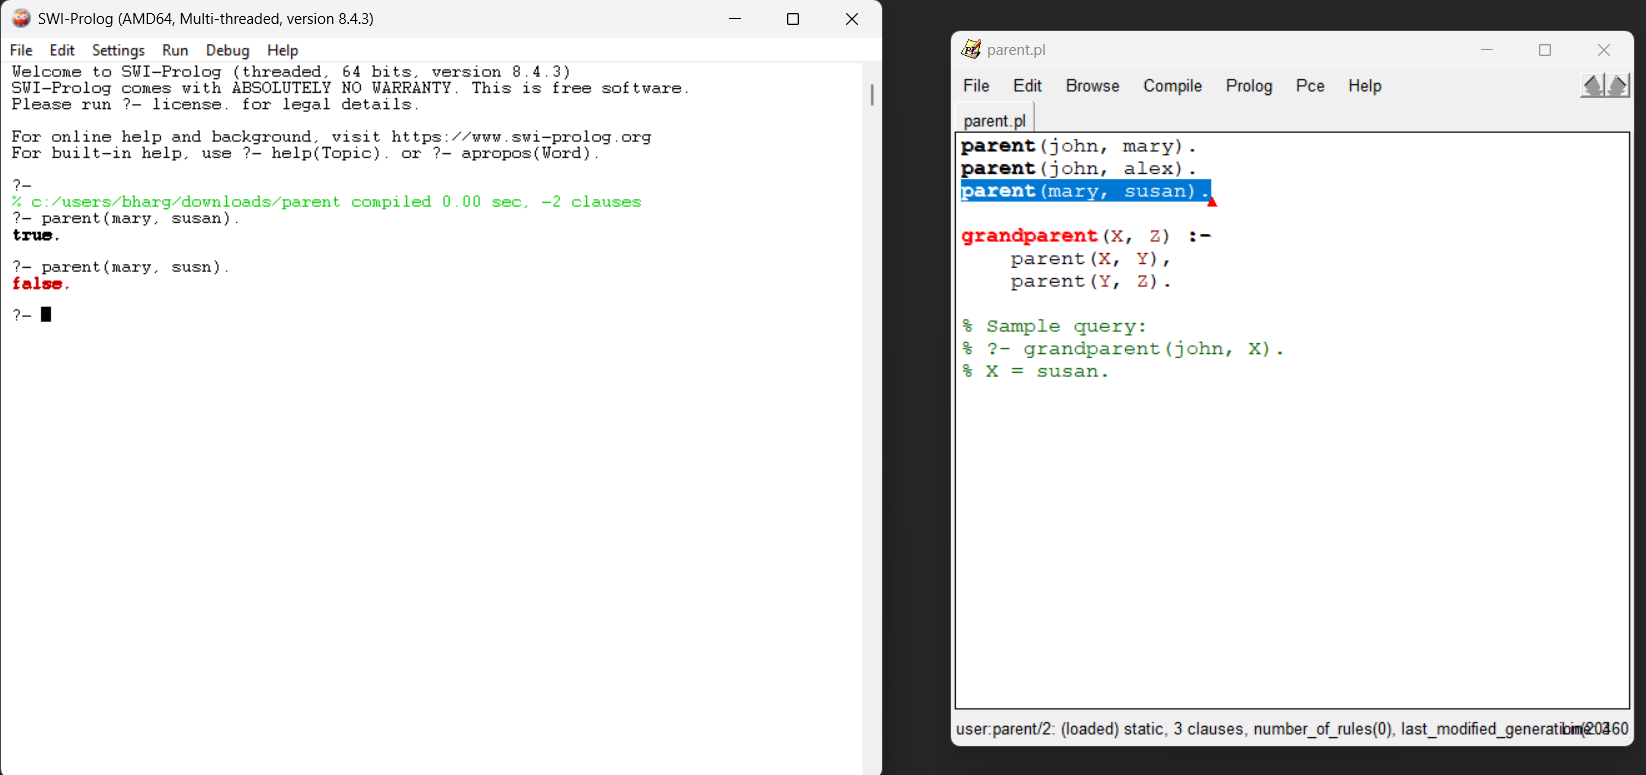 SWI-Prolog (AMD64, Multi-threaded, version 8.4.3)
File Edit Settings Run Debug Help
Welcome to SWI-Prolog (threaded, 64 bits, version 8.4.3)
SWI-Prolog comes with ABSOLUTELY NO WARRANTY. This is free software.
Please run ?- license. for legal details.
For online help and background, visit https://www.swi-prolog.org
For built-in help, use ?- help(Topic). or ?- apropos(Word).
?-
% c:/users/bharg/downloads/parent compiled 0.00 sec, -2 clauses
?- parent(mary, susan).
true.
?- parent(mary, susn).
false.
?-
parent.pl
File Edit Browse Compile Prolog Pce Help
parent.pl
parent(john, mary).
parent(john, alex).
parent(mary, susan).
grandparent(X, Z) :-
parent(X, Y),
parent(Y, Z).
% Sample query:
% ?- grandparent(john, X).
% X = susan.
user:parent/2: (loaded) static, 3 clauses, number_of_rules(0), last_modified_generation